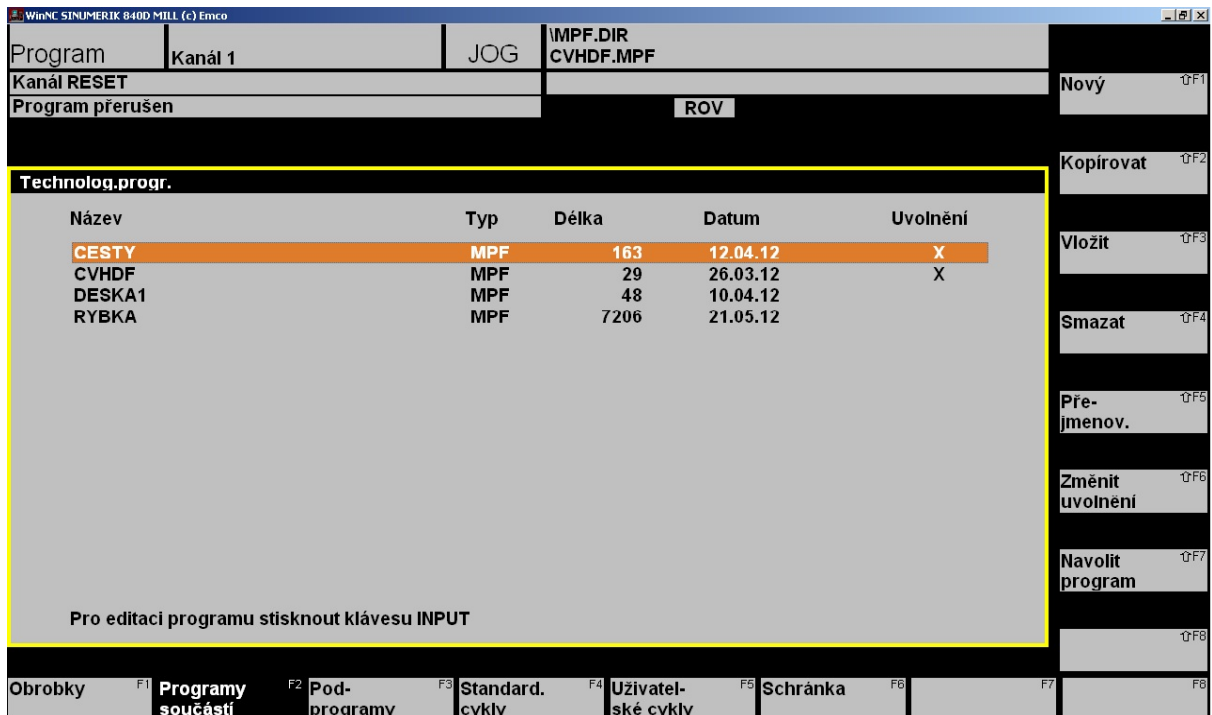 WinNC SINUMERIK 840D MILL (c) Emco
Program Kanál 1 JOG \MPF.DIR
CVHDF.MPF
Kanál RESET
Program přerušen ROV
Nový ⇧F1
Kopírovat ⇧F2
Technolog.progr.
Název Typ Délka Datum Uvolnění
CESTY MPF 163 12.04.12 X
CVHDF MPF 29 26.03.12 X
DESKA1 MPF 48 10.04.12
RYBKA MPF 7206 21.05.12
Vložit ⇧F3
Smazat ⇧F4
Pře-
jmenov. ⇧F5
Změnit
uvolnění ⇧F6
Navolit
program ⇧F7
Pro editaci programu stisknout klávesu INPUT
⇧F8
Obrobky F1 Programy F2 Pod- F3 Standard. F4 Uživatel- F5 Schránka F6 F7 F8
součástí programy cykly ské cykly